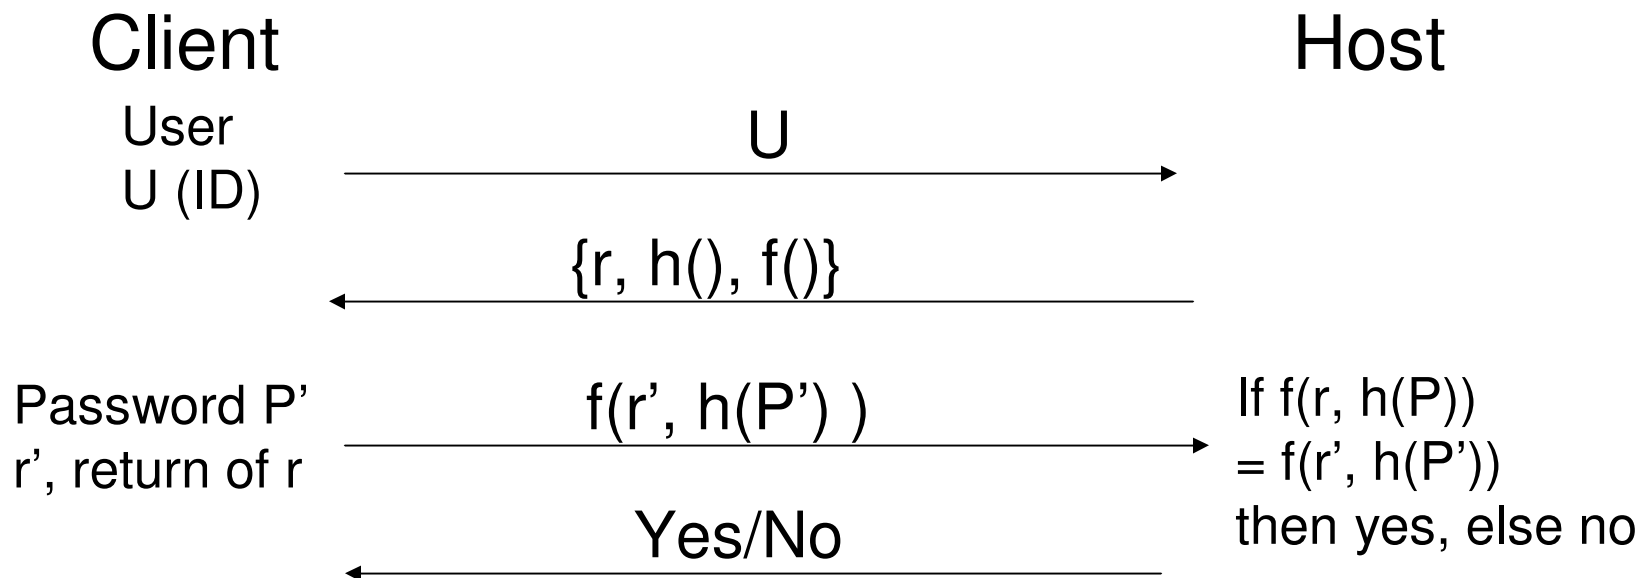 Client
Host
User
U (ID)
U
{r, h(), f()}
Password P’
r’, return of r
f(r’, h(P’) )
If f(r, h(P))
= f(r’, h(P’))
then yes, else no
Yes/No